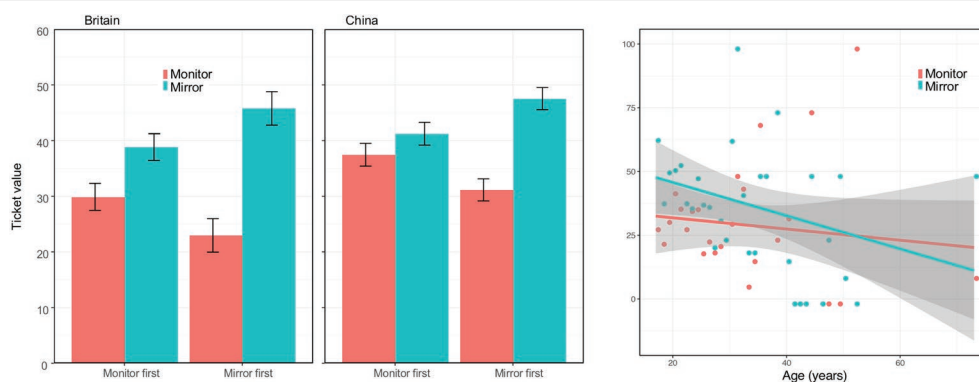 Britain
China
60
50
40
30
20
10
0
Ticket value
Monitor
Mirror
Monitor first
Mirror first
Monitor first
Mirror first
100
75
50
25
0
Monitor
Mirror
20
40
60
Age (years)